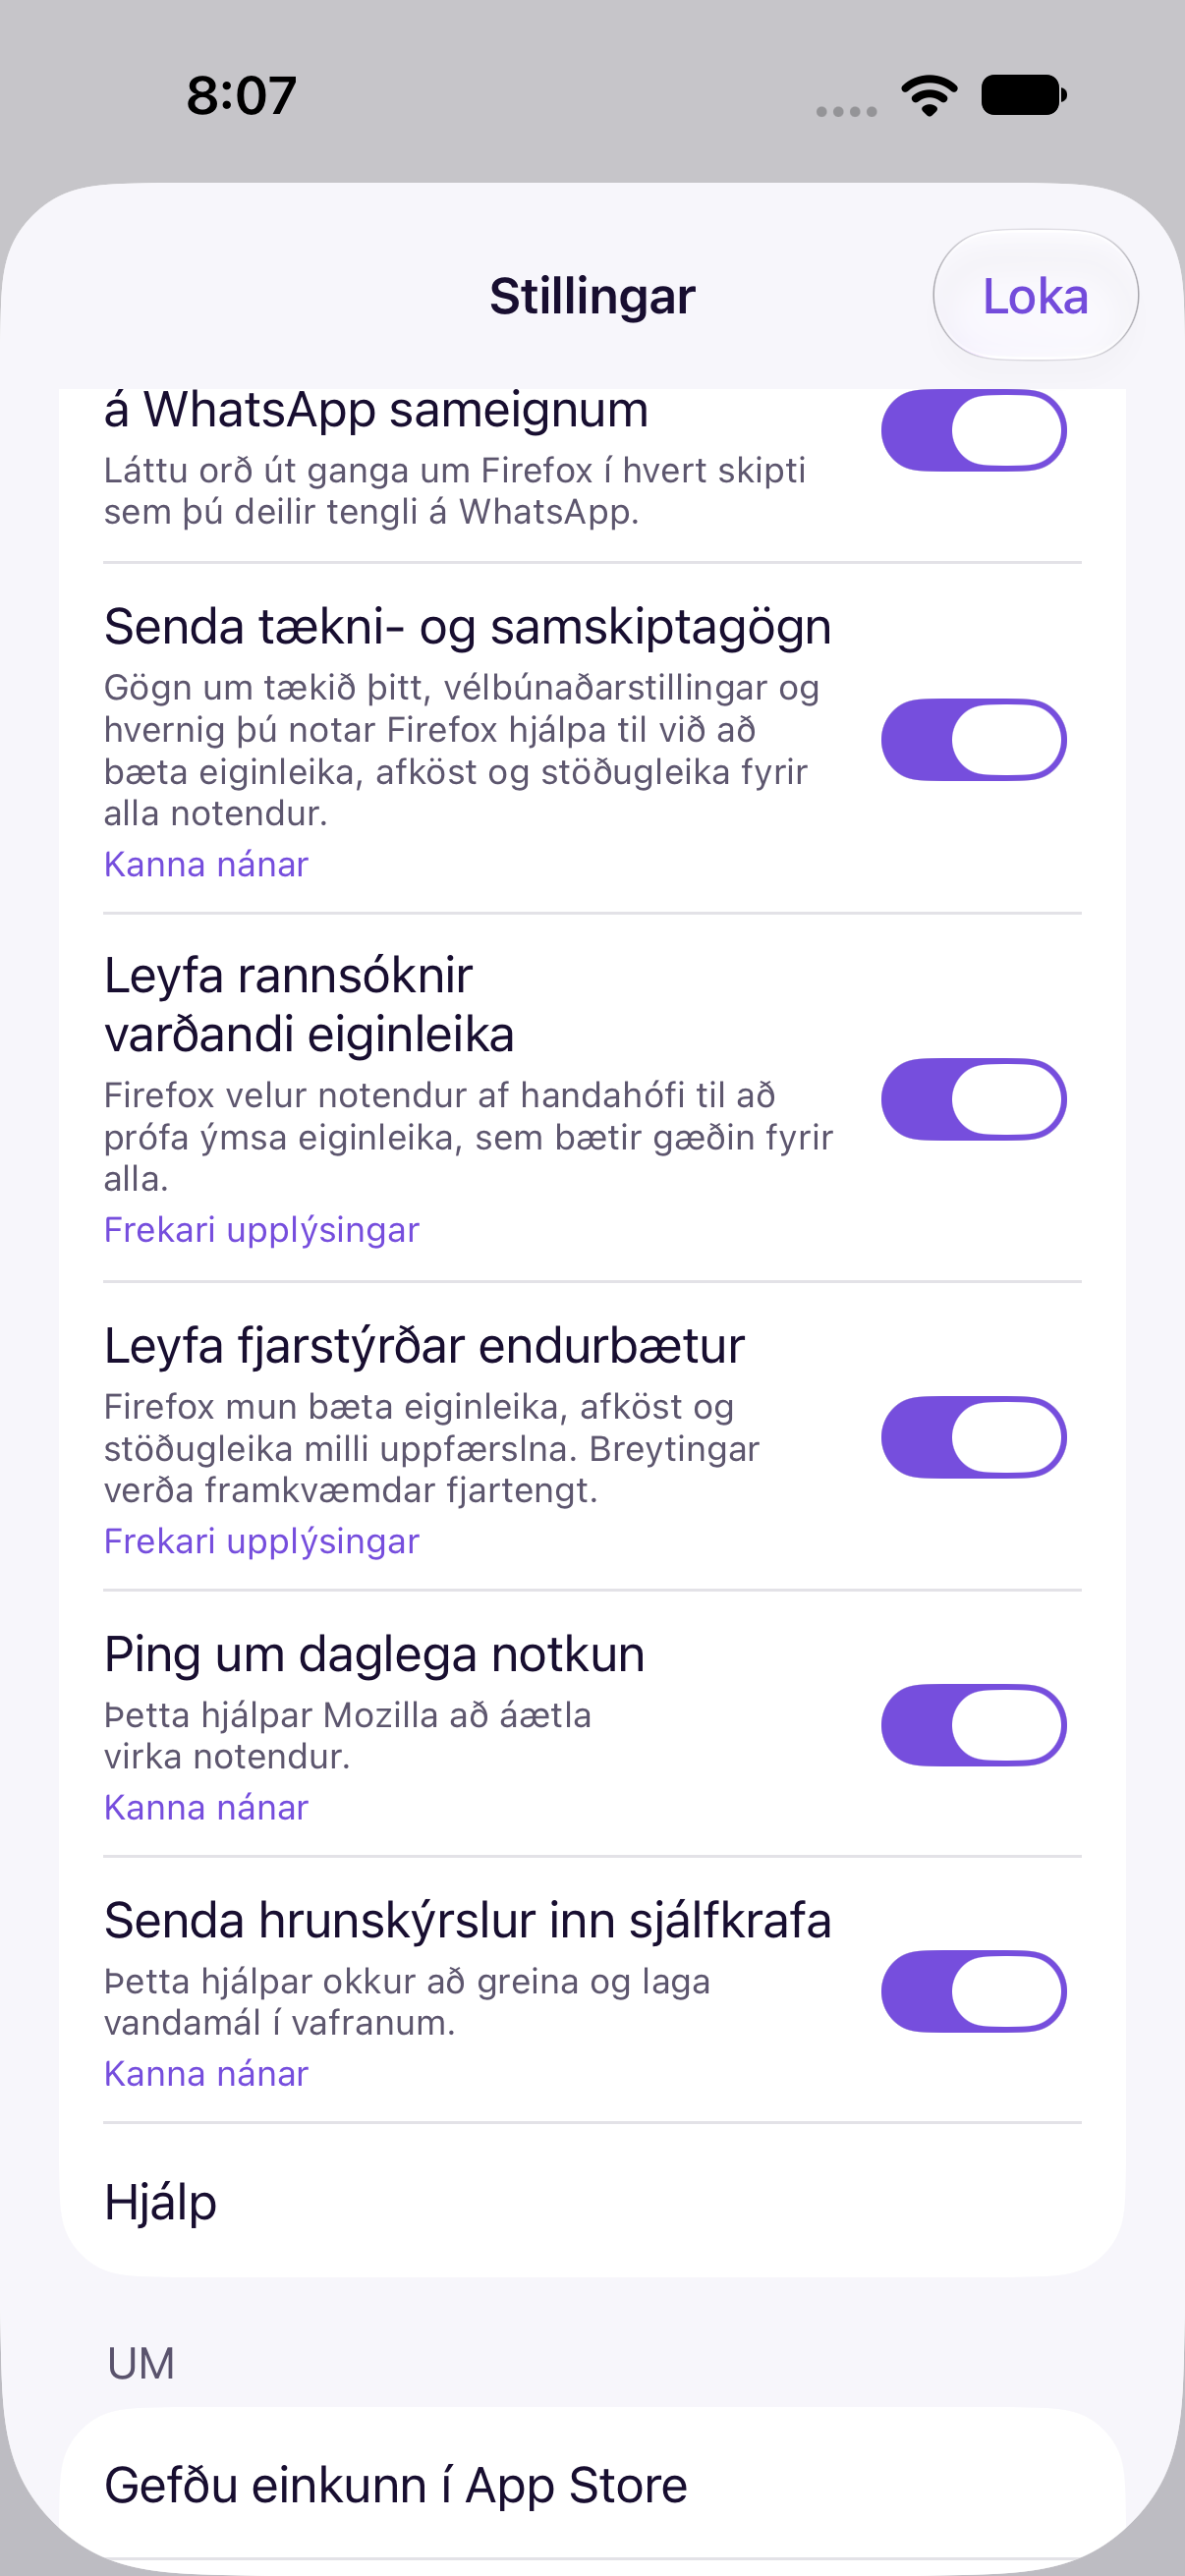 8:07
Stillingar
Loka
á WhatsApp sameignum
Láttu orð út ganga um Firefox í hvert skipti
sem þú deilir tengli á WhatsApp.
Senda tækni- og samskiptagögn
Gögn um tækið þitt, vélbúnaðarstillingar og
hvernig þú notar Firefox hjálpa til við að
bæta eiginleika, afköst og stöðugleika fyrir
alla notendur.
Kanna nánar
Leyfa rannsóknir
varðandi eiginleika
Firefox velur notendur af handahófi til að
prófa ýmsa eiginleika, sem bætir gæðin fyrir
alla.
Frekari upplýsingar
Leyfa fjarstýrðar endurbætur
Firefox mun bæta eiginleika, afköst og
stöðugleika milli uppfærslna. Breytingar
verða framkvæmdar fjartengt.
Frekari upplýsingar
Ping um daglega notkun
Þetta hjálpar Mozilla að áætla
virka notendur.
Kanna nánar
Senda hrunskýrslur inn sjálfkrafa
Þetta hjálpar okkur að greina og laga
vandamál í vafranum.
Kanna nánar
Hjálp
UM
Gefðu einkunn í App Store